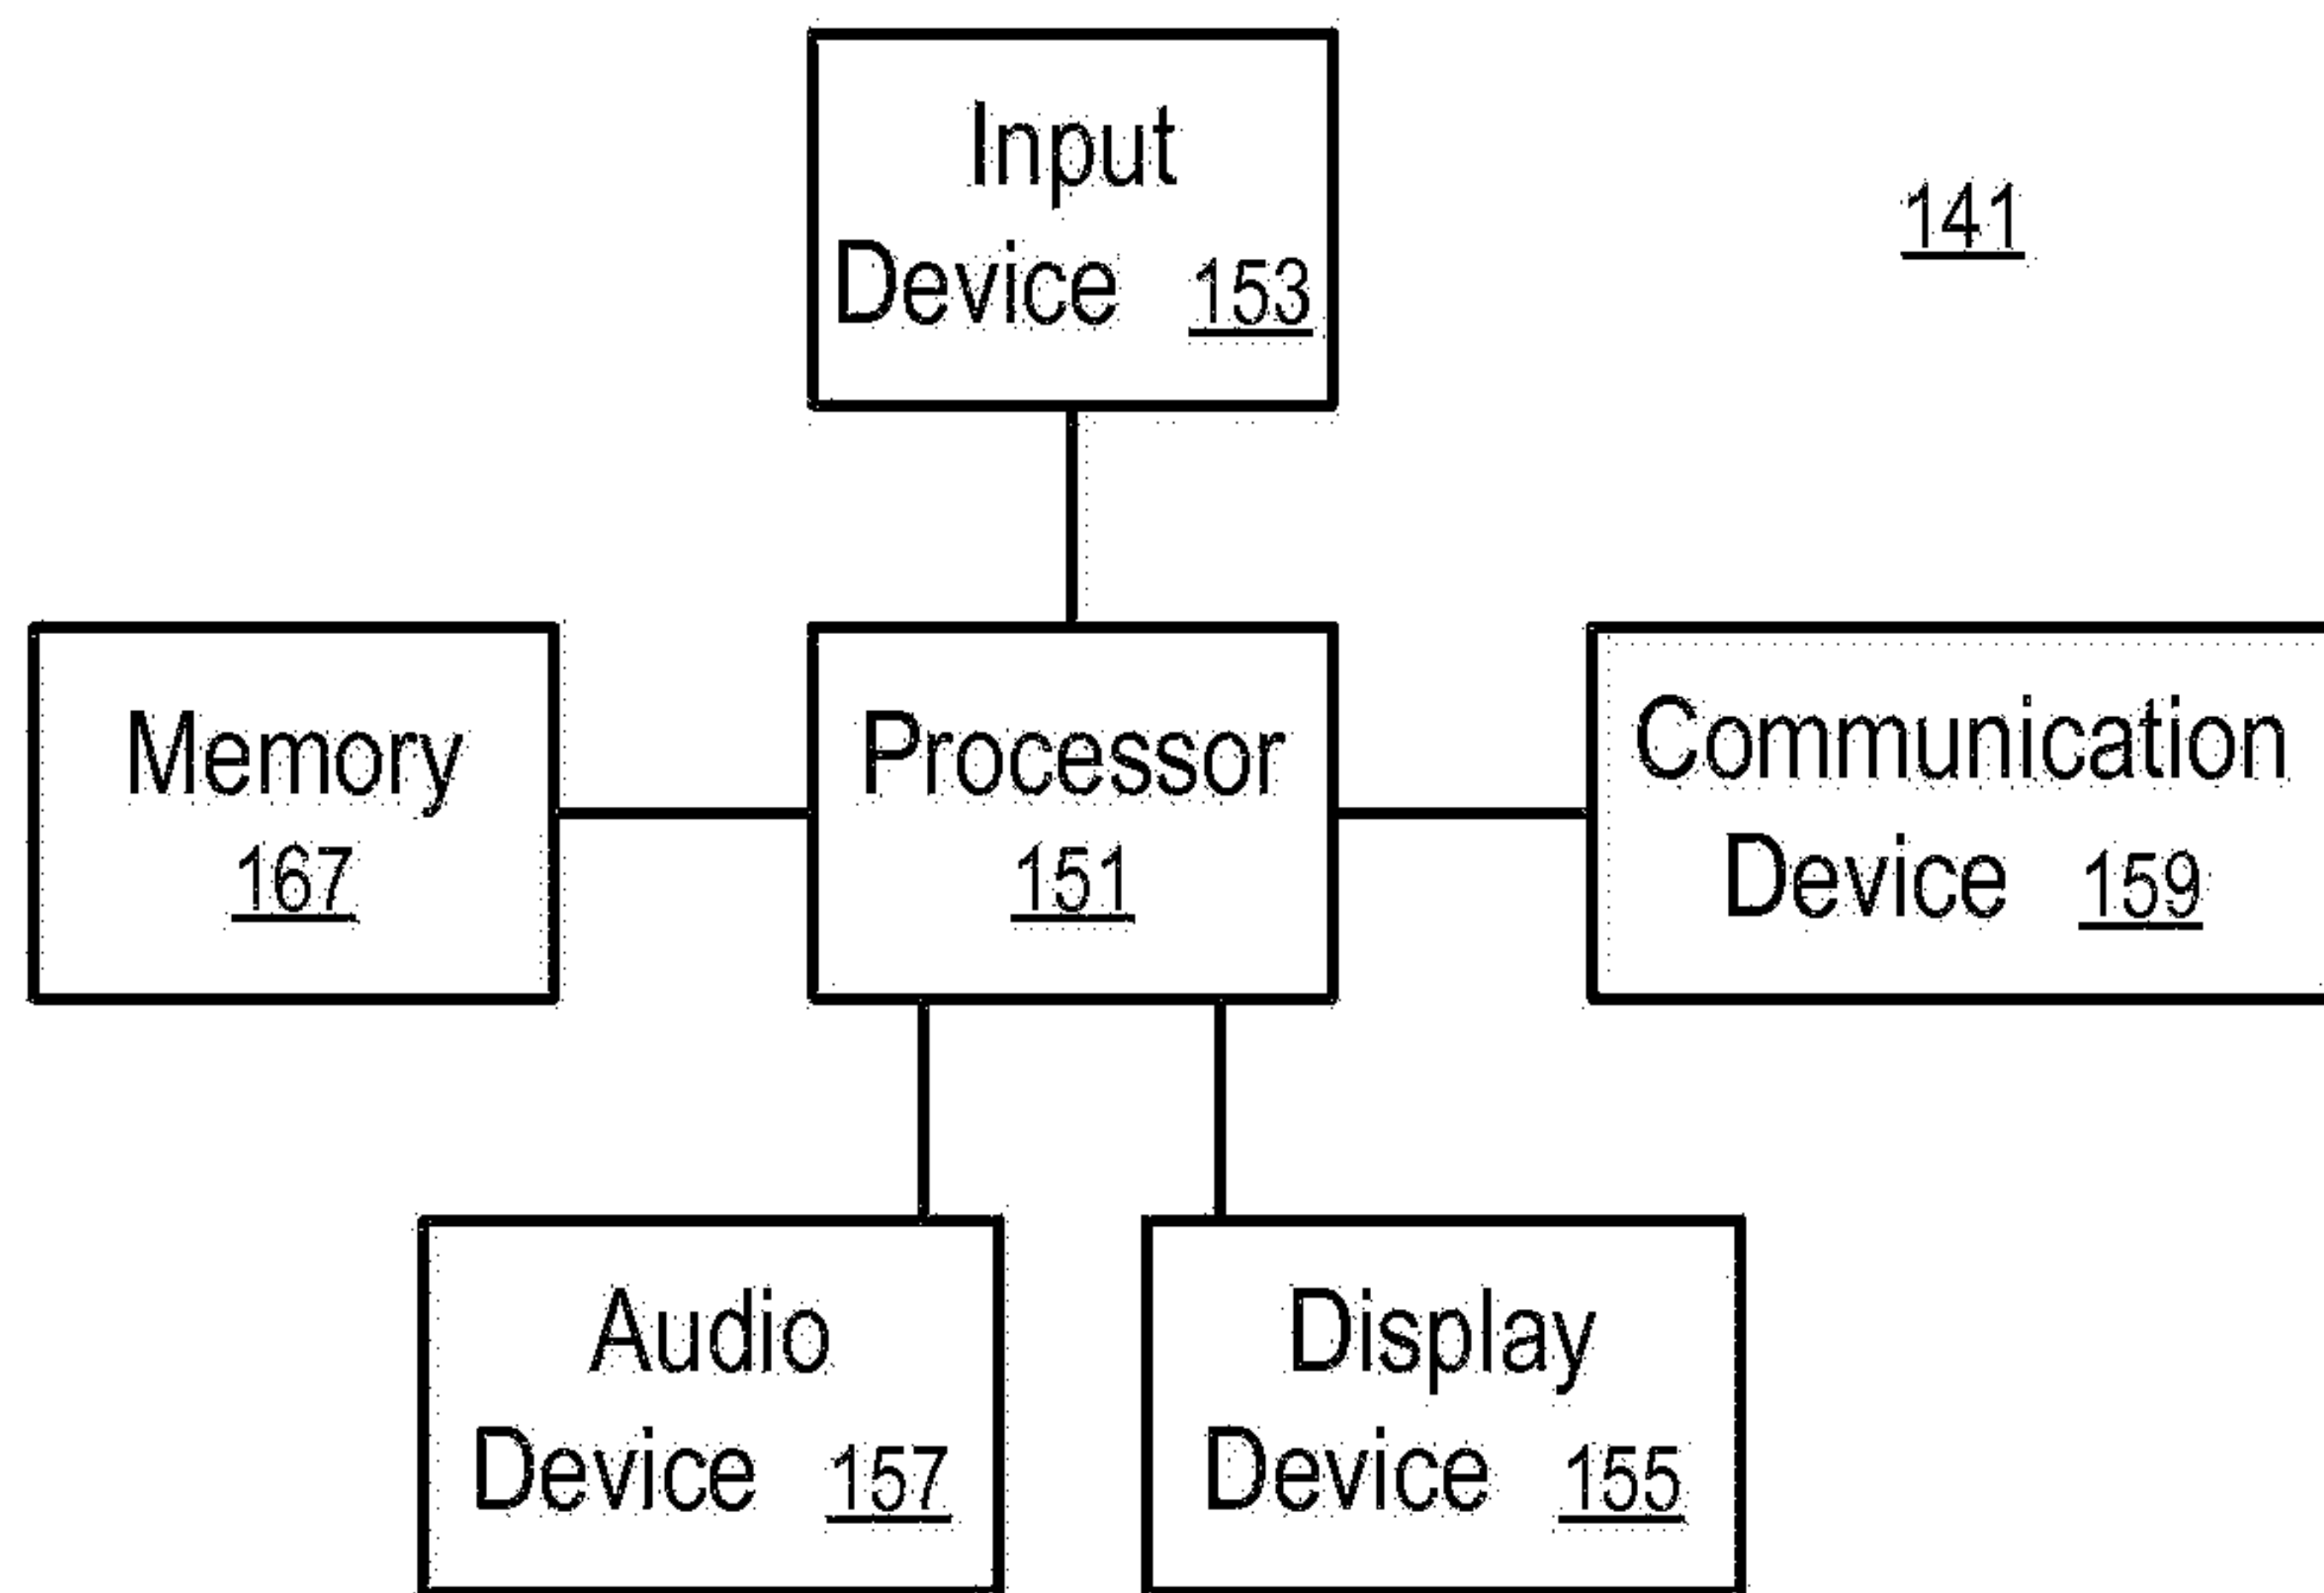 Input
Device 153
141
Memory
167
Processor
151
Communication
Device 159
Audio
Device 157
Display
Device 155